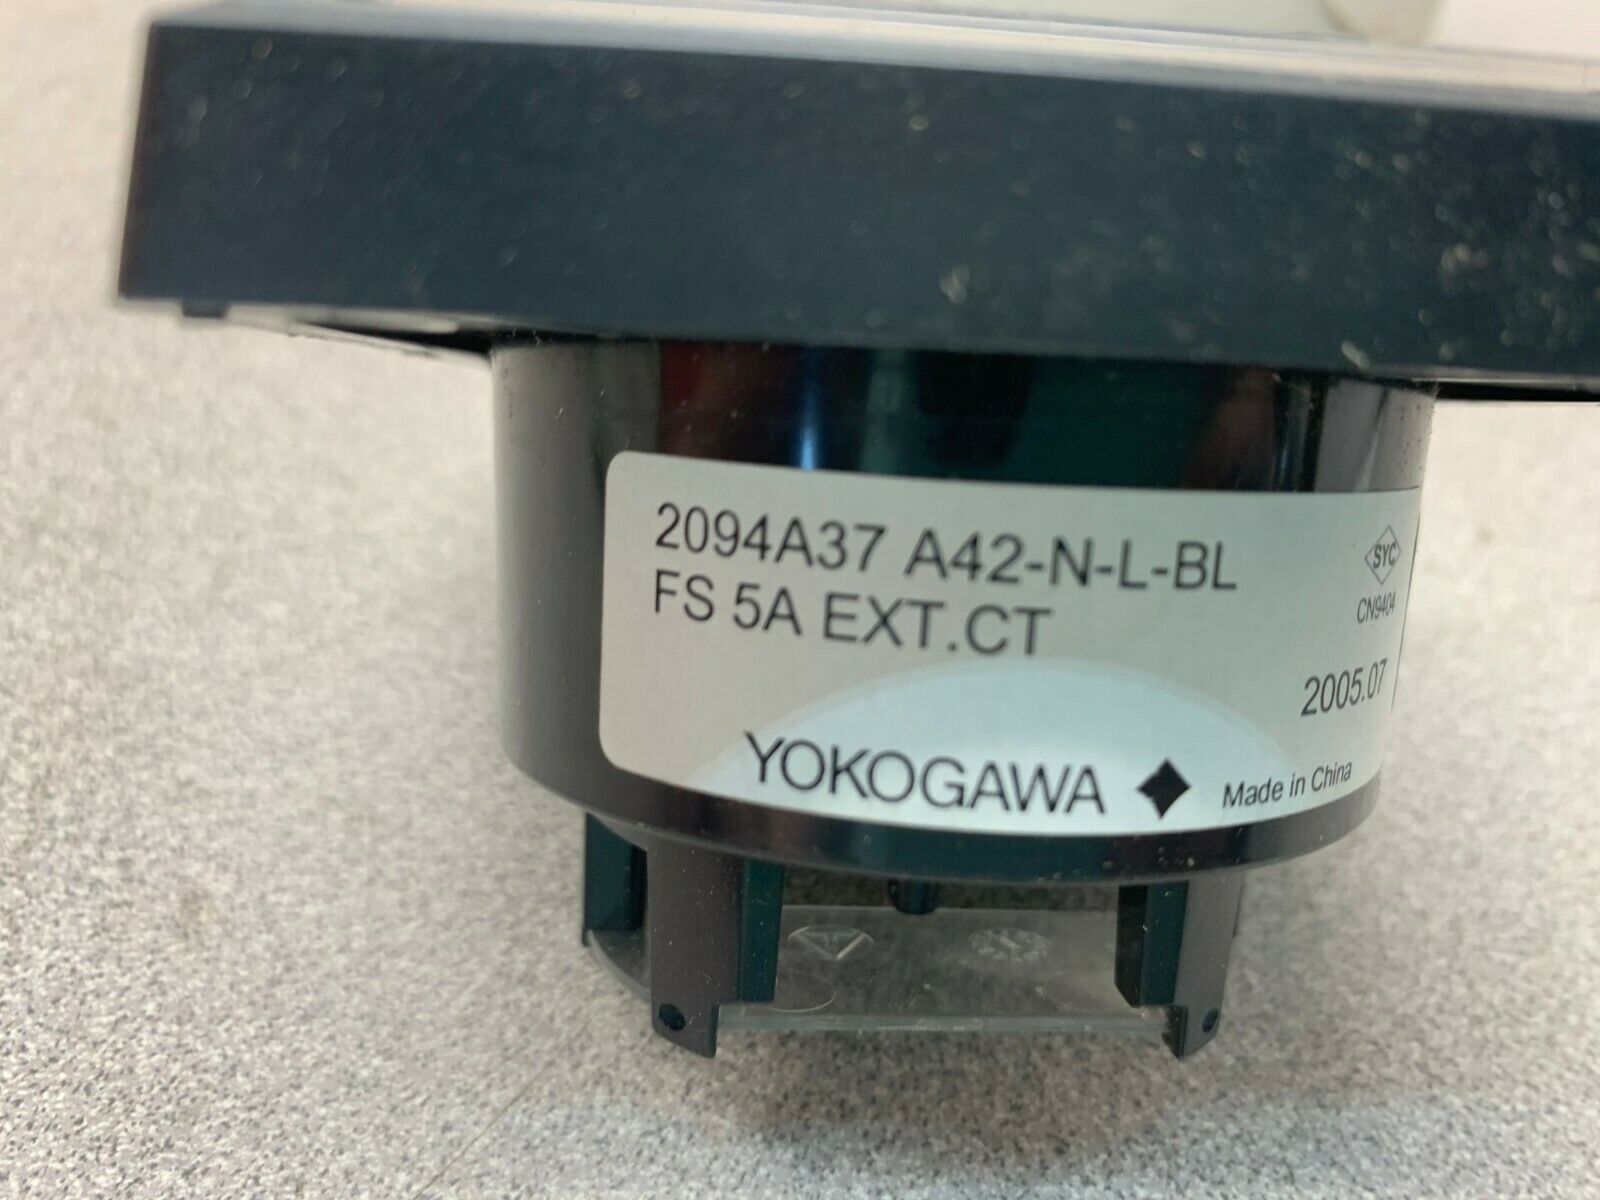 2094A37 A42-N-L-BL
FS 5A EXT.CT
SYC
CN9404
2005.07
YOKOGAWA
Made in China